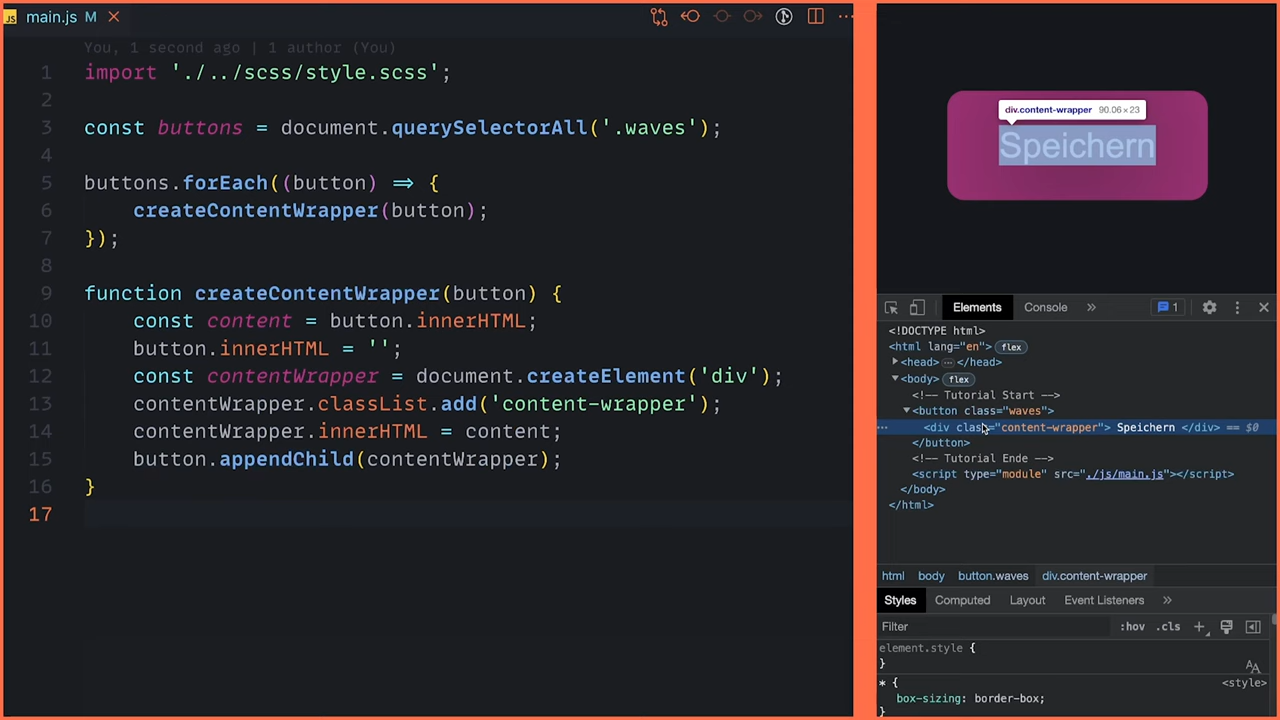 JS main.js M
You, 1 second ago | 1 author (You)
1 import './../scss/style.scss';
2
3 const buttons = document.querySelectorAll('.waves');
4
5 buttons.forEach((button) ⇒ {
6 createContentWrapper(button);
7 });
8
9 function createContentWrapper(button) {
10 const content = button.innerHTML;
11 button.innerHTML = '';
12 const contentWrapper = document.createElement('div');
13 contentWrapper.classList.add('content-wrapper');
14 contentWrapper.innerHTML = content;
15 button.appendChild(contentWrapper);
16 }
17
div.content-wrapper 90.06×23
Speichern
Elements Console » 1
<!DOCTYPE html>
<html lang="en"> flex
<head> … </head>
<body> flex
<!-- Tutorial Start -->
<button class="waves">
… <div class="content-wrapper"> Speichern </div> == $0
</button>
<!-- Tutorial Ende -->
<script type="module" src="./js/main.js"></script>
</body>
</html>
html body button.waves div.content-wrapper
Styles Computed Layout Event Listeners »
Filter :hov .cls +
element.style {
}
AA
* { <style>
box-sizing: border-box;
}